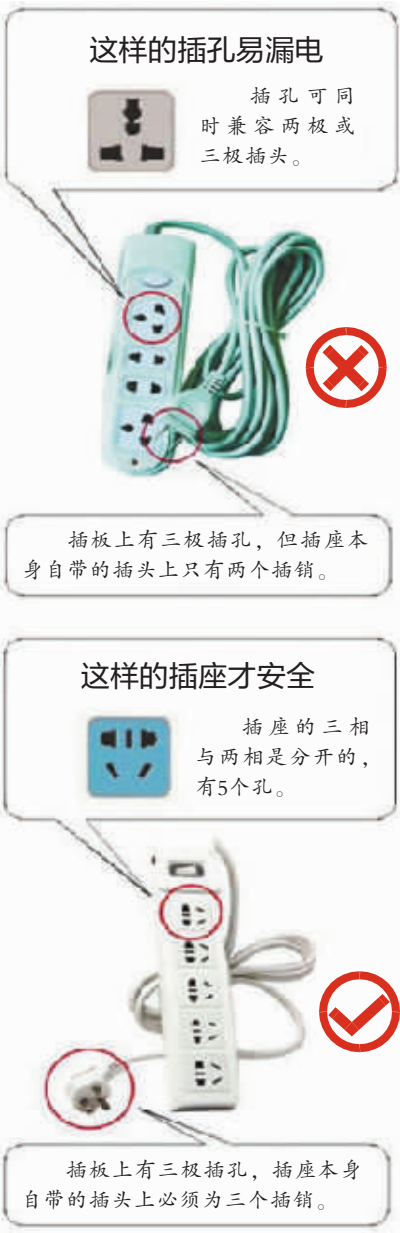 这样的插孔易漏电
插孔可同
时兼容两极或
三极插头。
插板上有三极插孔，但插座本
身自带的插头上只有两个插销。
这样的插座才安全
插座的三相
与两相是分开的，
有5个孔。
插板上有三极插孔，插座本身
自带的插头上必须为三个插销。